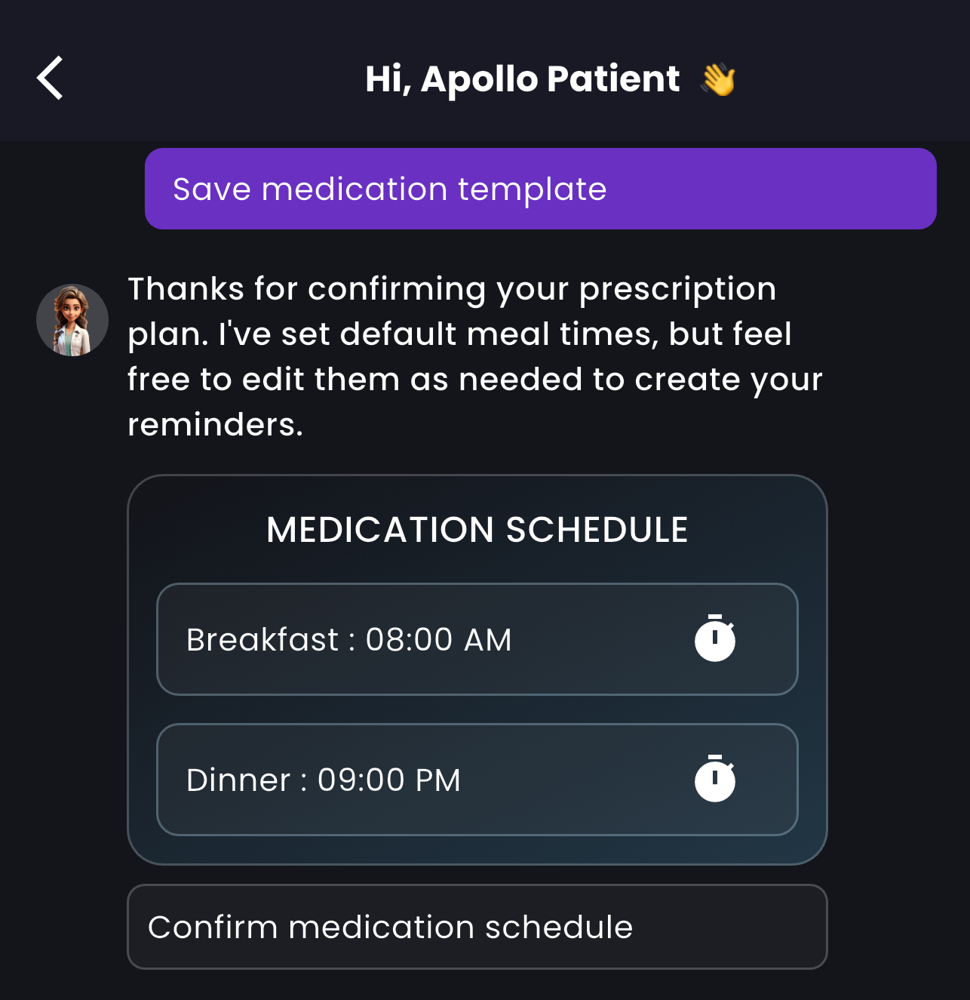 Hi, Apollo Patient 👋
Save medication template
Thanks for confirming your prescription
plan. I've set default meal times, but feel
free to edit them as needed to create your
reminders.
MEDICATION SCHEDULE
Breakfast : 08:00 AM
Dinner : 09:00 PM
Confirm medication schedule